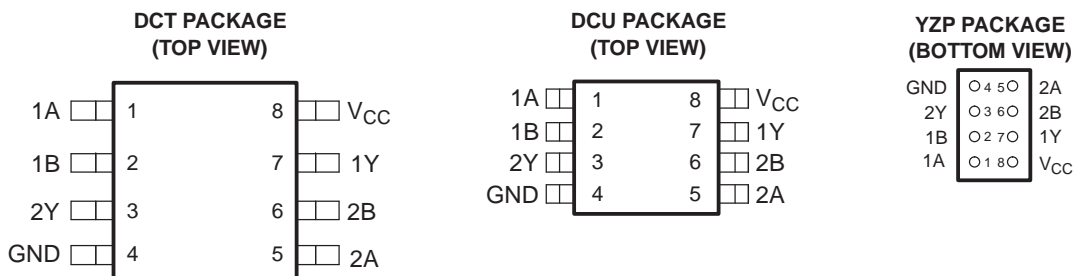 DCT PACKAGE
(TOP VIEW)
1A 1 8 VCC
1B 2 7 1Y
2Y 3 6 2B
GND 4 5 2A
DCU PACKAGE
(TOP VIEW)
1A 1 8 VCC
1B 2 7 1Y
2Y 3 6 2B
GND 4 5 2A
YZP PACKAGE
(BOTTOM VIEW)
GND 4 5 2A
2Y 3 6 2B
1B 2 7 1Y
1A 1 8 VCC